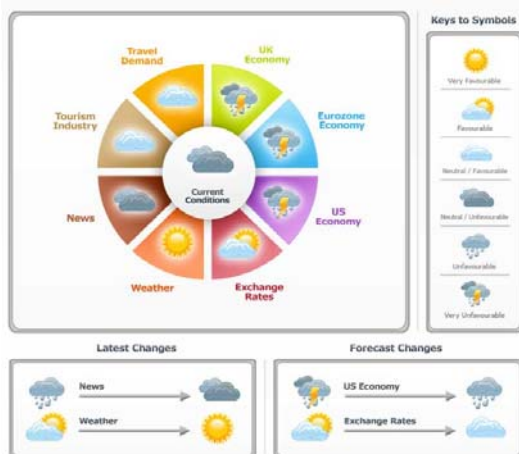 Keys to Symbols
Travel
Demand
UK
Economy
Very Favourable
Tourism
Industry
Eurozone
Economy
Favourable
Neutral / Favourable
Current
Conditions
News
US
Economy
Neutral / Unfavourable
Weather
Exchange
Rates
Unfavourable
Very Unfavourable
Latest Changes
Forecast Changes
News
US Economy
Weather
Exchange Rates